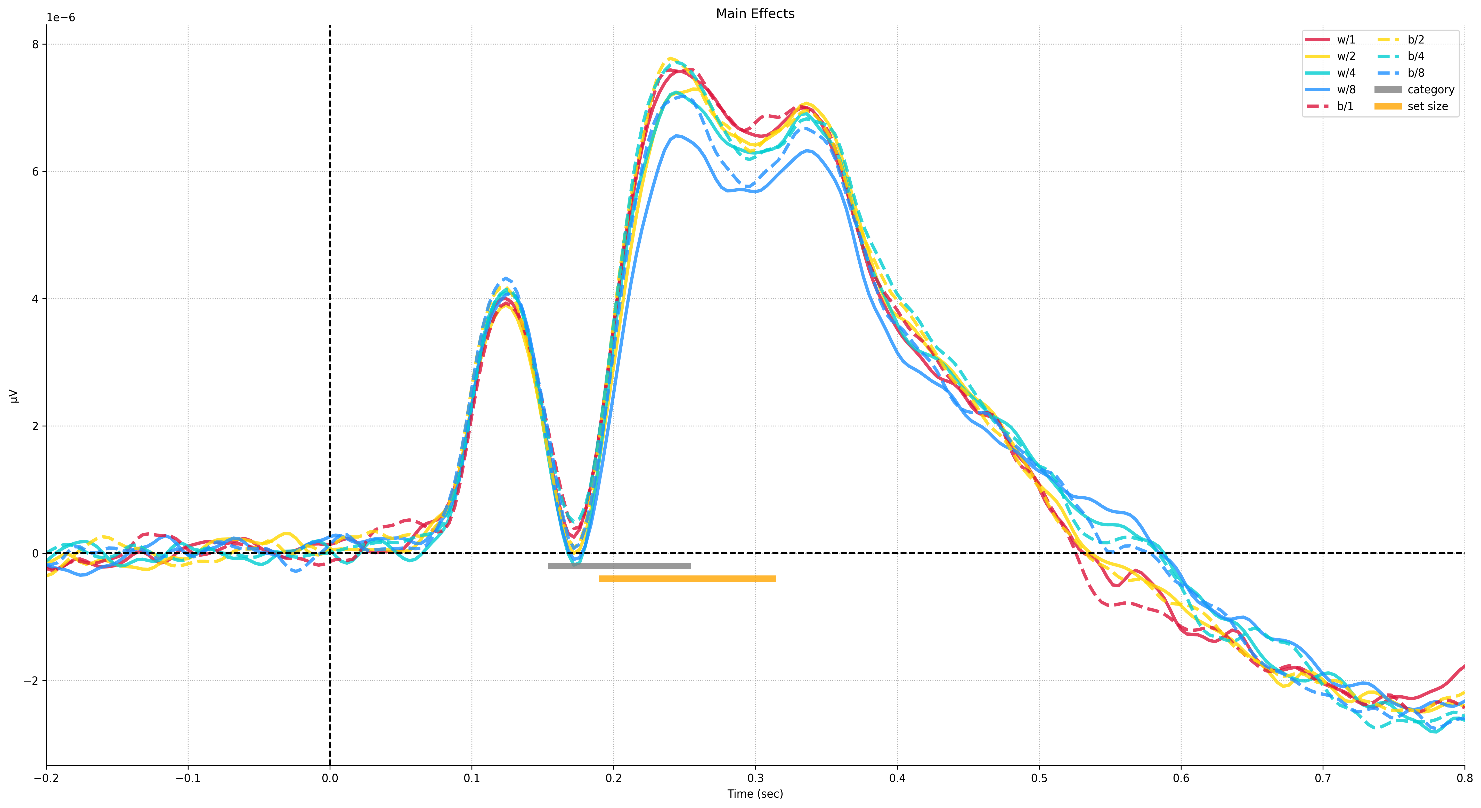 Main Effects
1e−6
8
6
4
2
0
−2
µV
w/1
w/2
w/4
w/8
b/1
b/2
b/4
b/8
category
set size
−0.2
−0.1
0.0
0.1
0.2
0.3
0.4
0.5
0.6
0.7
0.8
Time (sec)